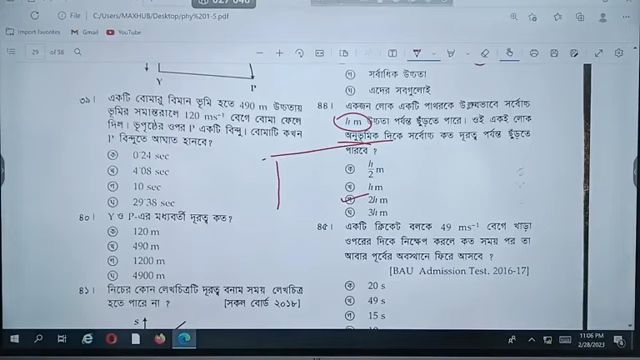 File
C:/Users/MAXHUB/Desktop/phy%201-5.pdf
Import favorites
Gmail
YouTube
29 of 58
Y
P
৩৯। একটি বোমারু বিমান ভূমি হতে 490 m উচ্চতায়
ভূমির সমান্তরালে 120 ms⁻¹ বেগে বোমা ফেলে
দিল। ভূপৃষ্ঠের ওপর P একটি বিন্দু। বোমাটি কখন
P বিন্দুতে আঘাত হানবে?
ক 0·24 sec
খ 4·08 sec
গ 10 sec
ঘ 29·38 sec
৪০। Y ও P-এর মধ্যবর্তী দূরত্ব কত?
ক 120 m
খ 490 m
গ 1200 m
ঘ 4900 m
৪১। নিচের কোন লেখচিত্রটি দূরত্ব বনাম সময় লেখচিত্র
হতে পারে না? [সকল বোর্ড ২০১৮]
s
গ সর্বাধিক উচ্চতা
ঘ এদের সবগুলোই
৪৪। একজন লোক একটি পাথরকে উল্লম্বভাবে সর্বোচ্চ
h m উচ্চতা পর্যন্ত ছুঁড়তে পারে। ওই একই লোক
অনুভূমিক দিকে সর্বোচ্চ কত দূরত্ব পর্যন্ত ছুঁড়তে
পারবে?
ক h/2 m
খ hm
গ 2hm
ঘ 3hm
৪৫। একটি ক্রিকেট বলকে 49 ms⁻¹ বেগে খাড়া
ওপরের দিকে নিক্ষেপ করলে কত সময় পর তা
আবার পূর্বের অবস্থানে ফিরে আসবে?
[BAU Admission Test. 2016-17]
ক 20 s
খ 49 s
গ 15 s
11:06 PM
2/28/2023